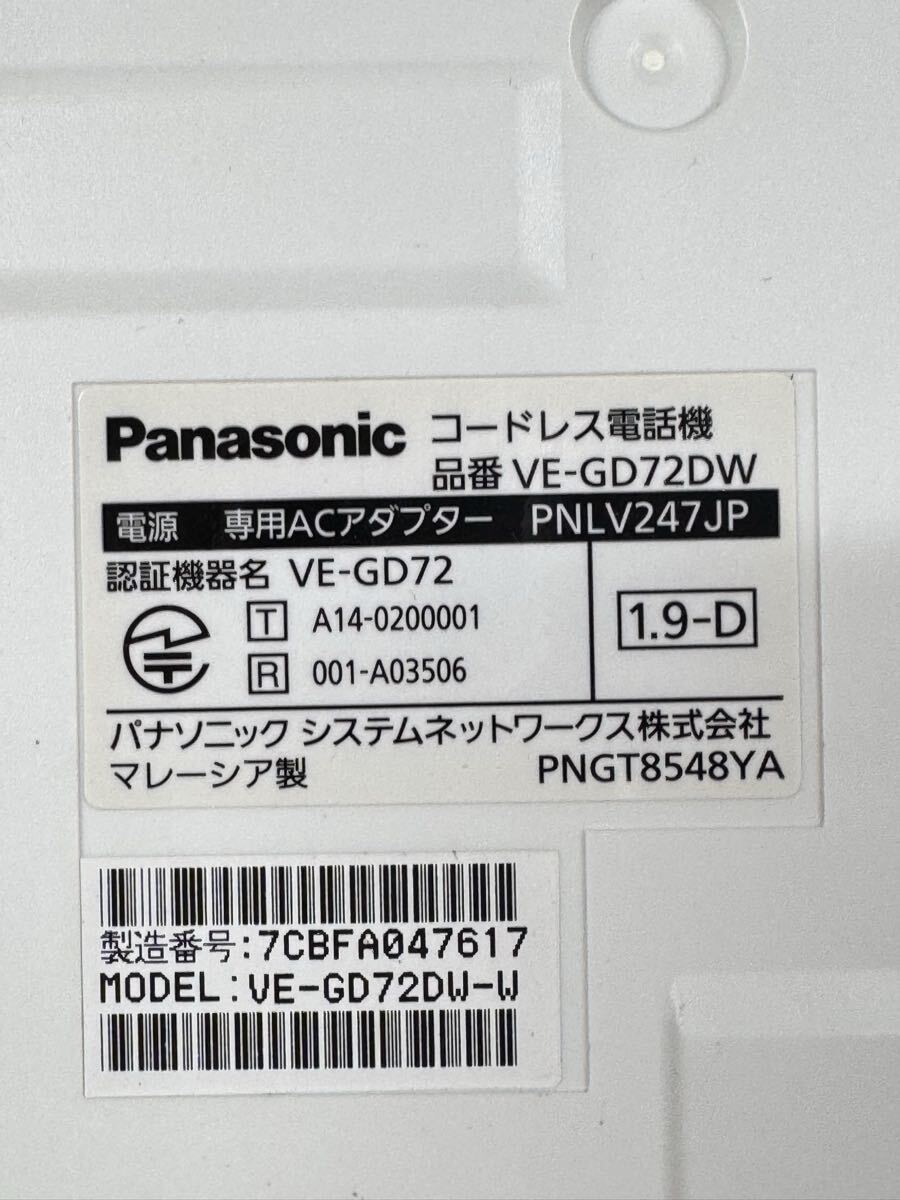 Panasonic コードレス電話機
品番 VE-GD72DW
電源 専用ACアダプター PNLV247JP
認証機器名 VE-GD72
T A14-0200001
R 001-A03506
1.9-D
パナソニック システムネットワークス株式会社
マレーシア製 PNGT8548YA
製造番号:7CBFA047617
MODEL:VE-GD72DW-W